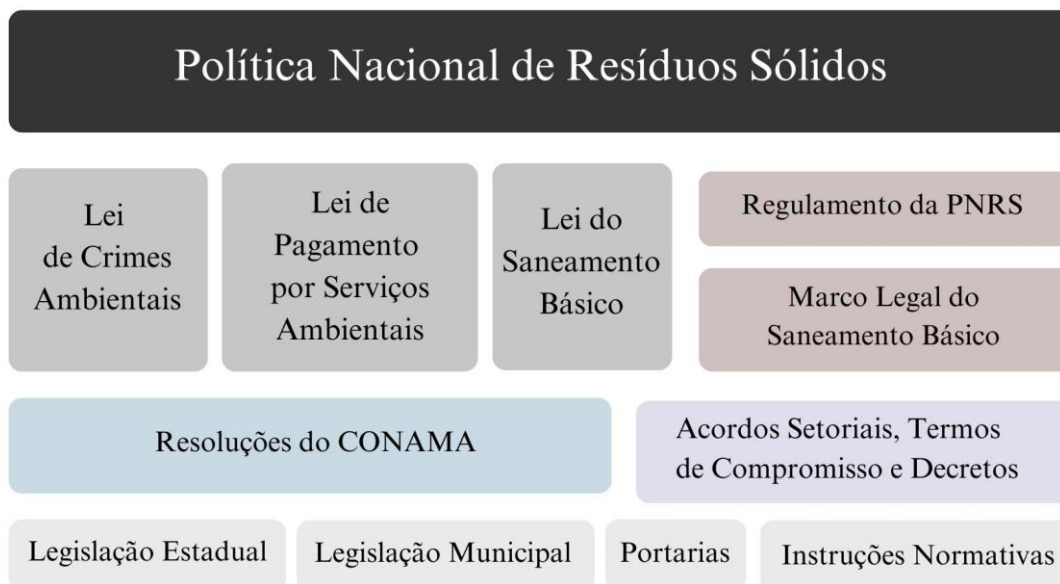 Política Nacional de Resíduos Sólidos
Lei
de Crimes
Ambientais
Lei de
Pagamento
por Serviços
Ambientais
Lei do
Saneamento
Básico
Regulamento da PNRS
Marco Legal do
Saneamento Básico
Resoluções do CONAMA
Acordos Setoriais, Termos
de Compromisso e Decretos
Legislação Estadual
Legislação Municipal
Portarias
Instruções Normativas